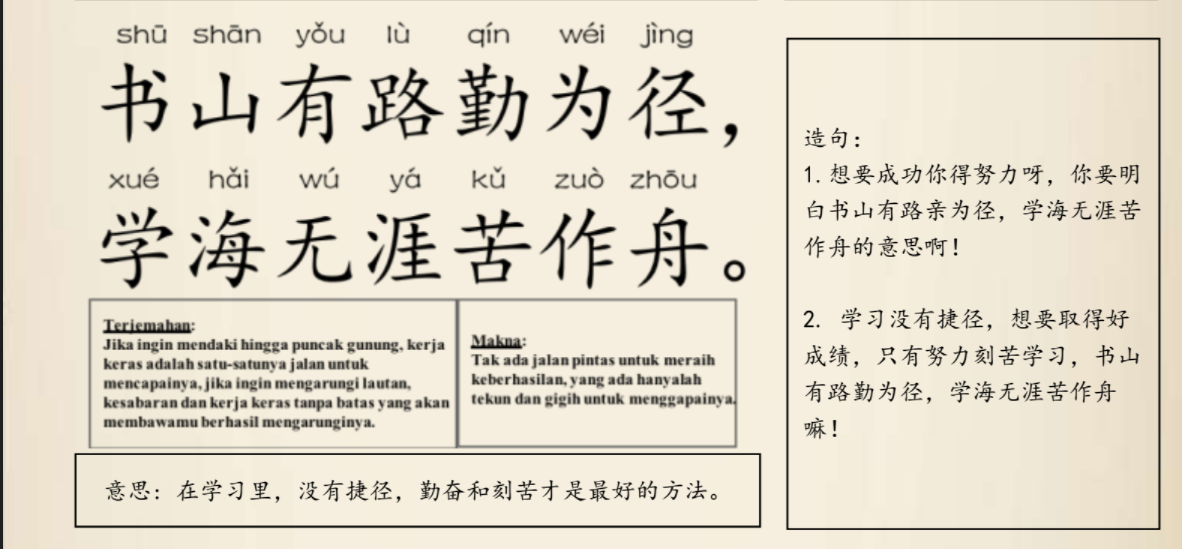 shū shān yǒu lù qín wéi jìng
书山有路勤为径，
xué hǎi wú yá kǔ zuò zhōu
学海无涯苦作舟。
Terjemahan:
Jika ingin mendaki hingga puncak gunung, kerja
keras adalah satu-satunya jalan untuk
mencapainya, jika ingin mengarungi lautan,
kesabaran dan kerja keras tanpa batas yang akan
membawamu berhasil mengarunginya.
Makna:
Tak ada jalan pintas untuk meraih
keberhasilan, yang ada hanyalah
tekun dan gigih untuk menggapainya.
意思：在学习里，没有捷径，勤奋和刻苦才是最好的方法。
造句：
1.想要成功你得努力呀，你要明
白书山有路亲为径，学海无涯苦
作舟的意思啊！
2. 学习没有捷径，想要取得好
成绩，只有努力刻苦学习，书山
有路勤为径，学海无涯苦作舟
嘛！